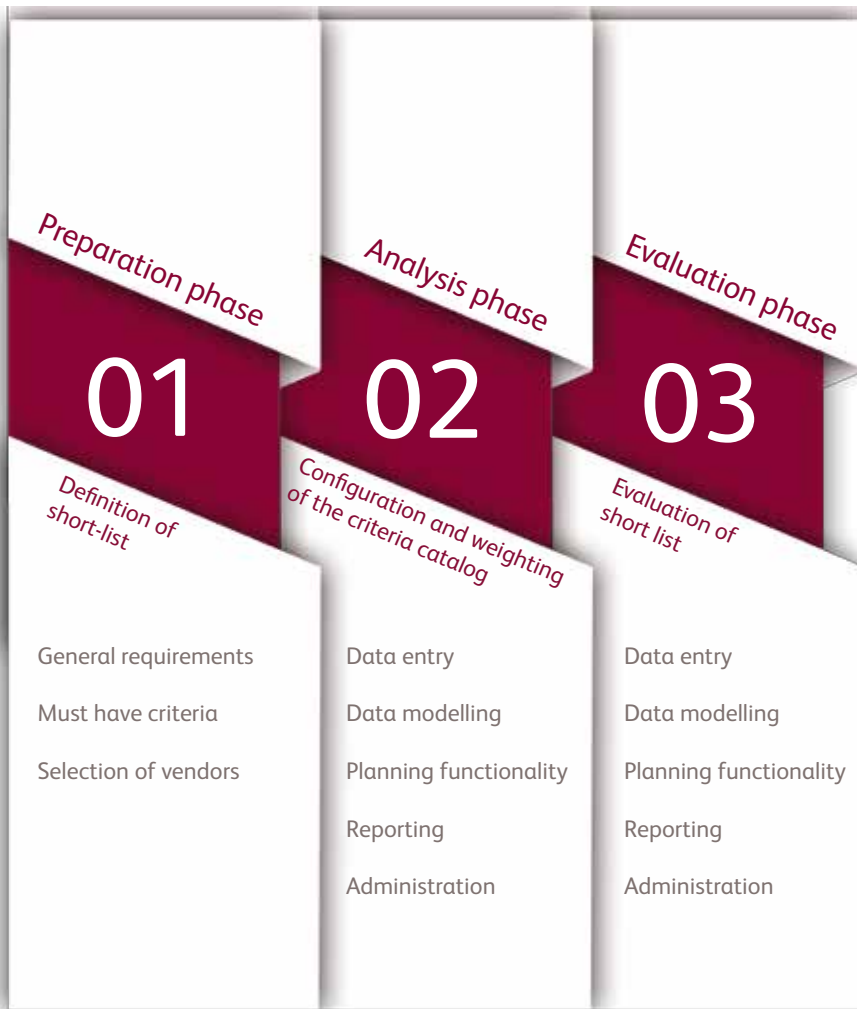 Preparation phase
01
Definition of
short-list
General requirements
Must have criteria
Selection of vendors
Analysis phase
02
Configuration and weighting
of the criteria catalog
Data entry
Data modelling
Planning functionality
Reporting
Administration
Evaluation phase
03
Evaluation of
short list
Data entry
Data modelling
Planning functionality
Reporting
Administration